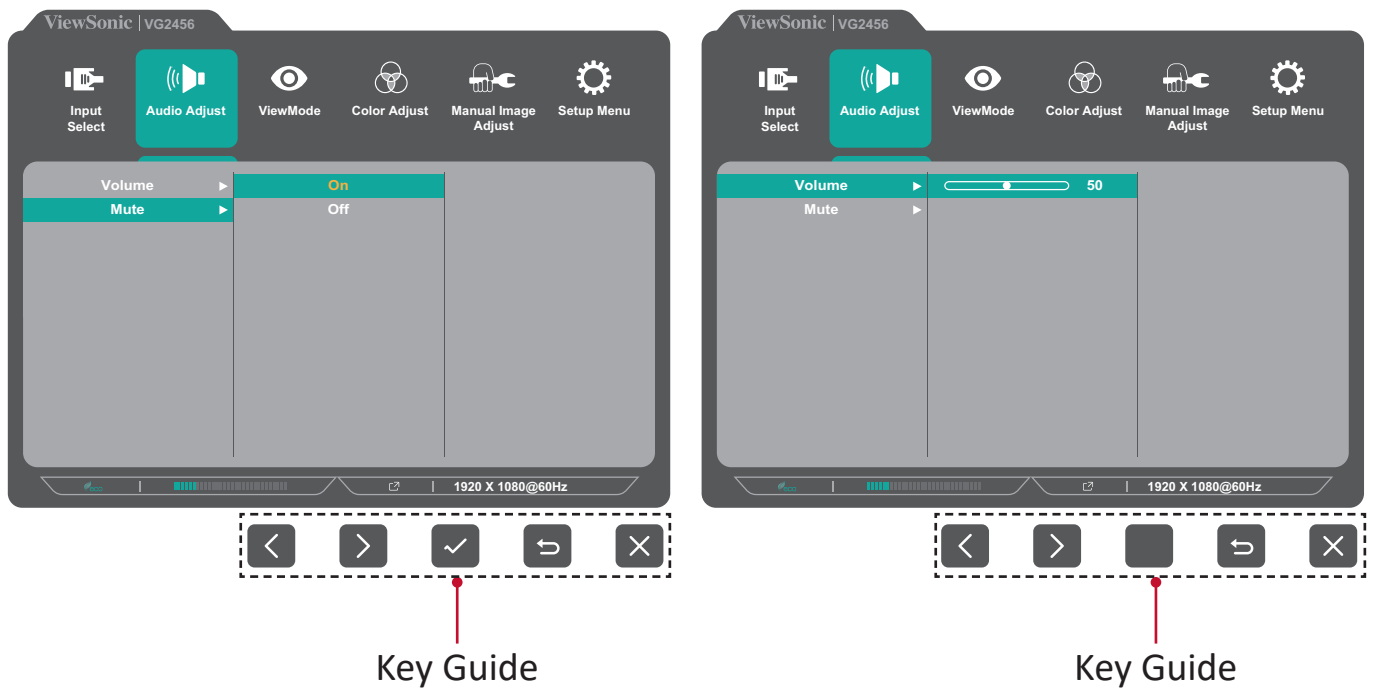 ViewSonic VG2456
Input Select
Audio Adjust
ViewMode
Color Adjust
Manual Image Adjust
Setup Menu
Volume
On
Mute
Off
eco
1920 X 1080@60Hz
Key Guide
ViewSonic VG2456
Input Select
Audio Adjust
ViewMode
Color Adjust
Manual Image Adjust
Setup Menu
Volume
50
Mute
eco
1920 X 1080@60Hz
Key Guide